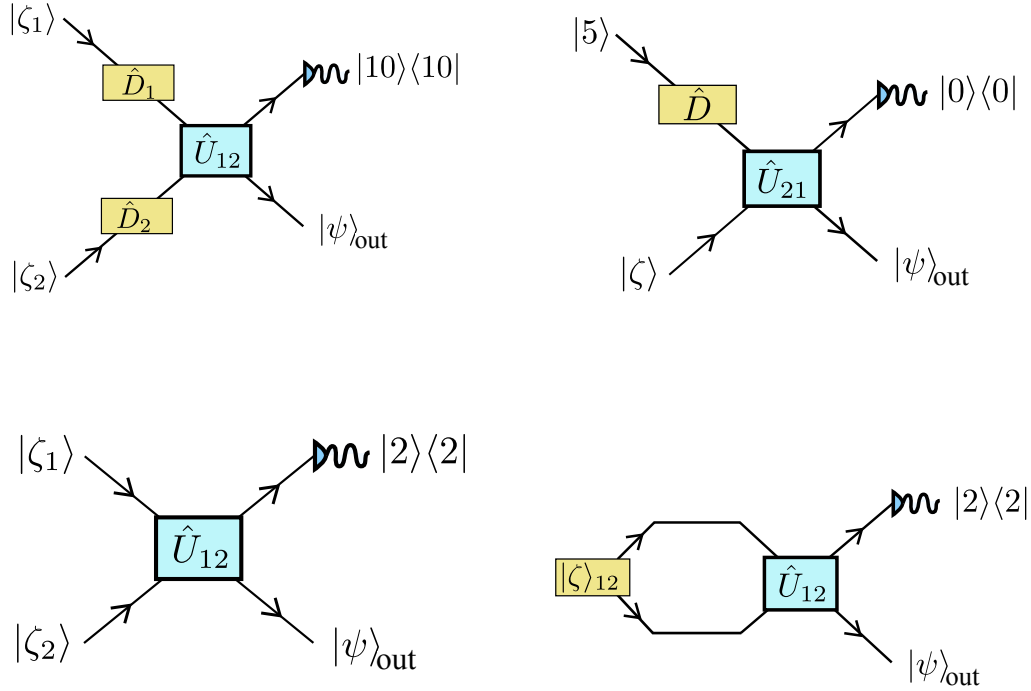 |ζ₁⟩
D̂₁
|10⟩⟨10|
Û₁₂
D̂₂
|ψ⟩out
|ζ₂⟩
|5⟩
D̂
|0⟩⟨0|
Û₂₁
|ζ⟩
|ψ⟩out
|ζ₁⟩
|2⟩⟨2|
Û₁₂
|ζ₂⟩
|ψ⟩out
|2⟩⟨2|
|ζ⟩₁₂
Û₁₂
|ψ⟩out